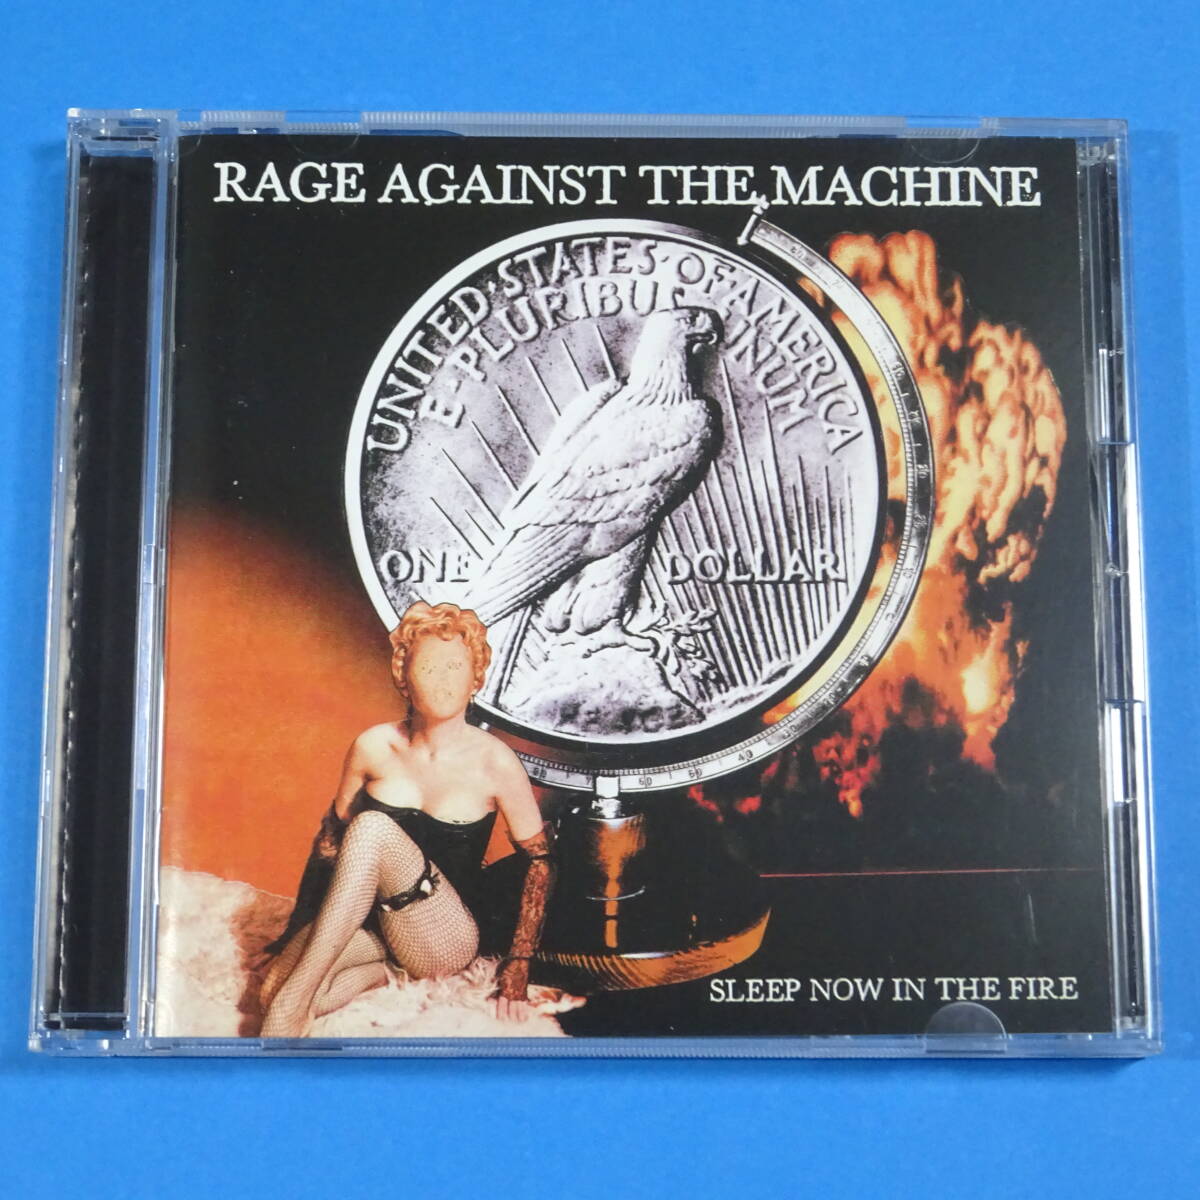 RAGE AGAINST THE MACHINE
UNITED·STATES·OF·AMERICA
E·PLURIBUS UNUM
ONE DOLLAR
SLEEP NOW IN THE FIRE